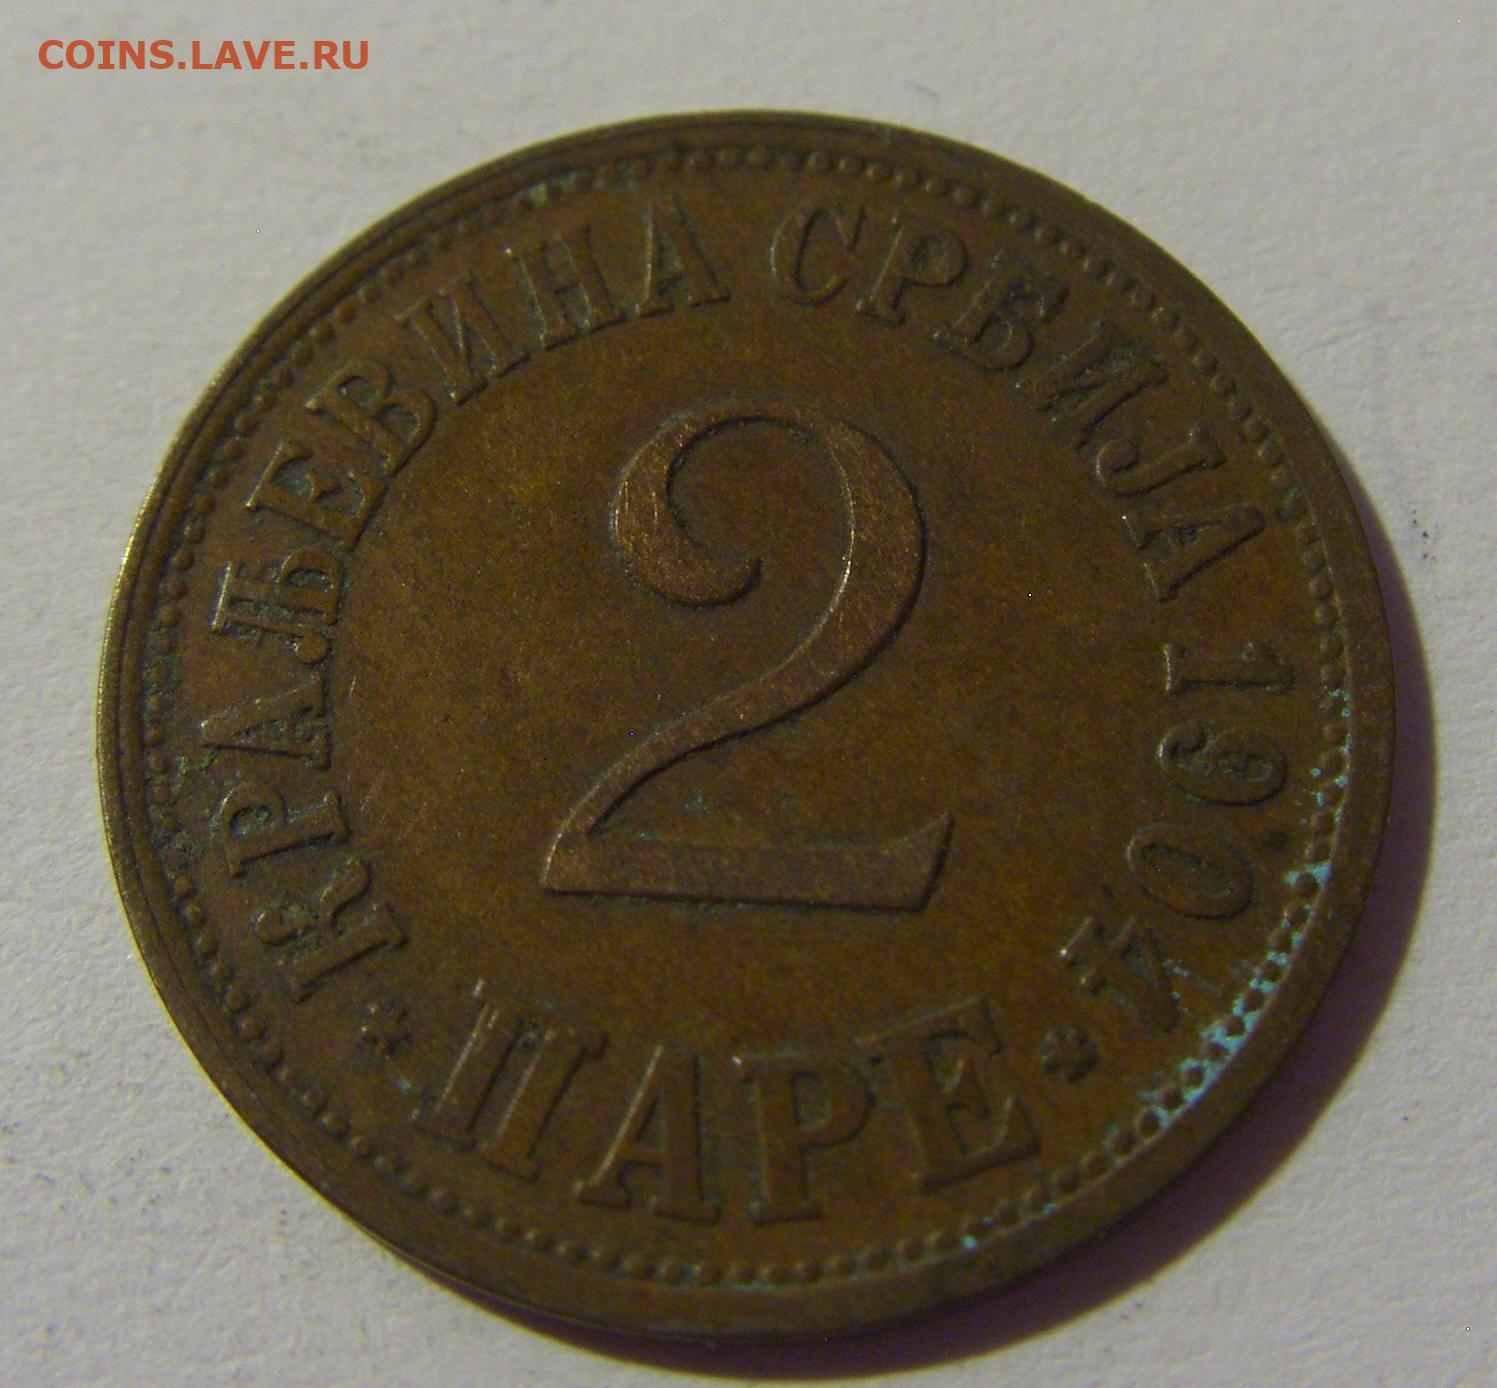 COINS.LAVE.RU
КРАЉЕВИНА СРБИЈА 1904
2
* ПАРЕ *